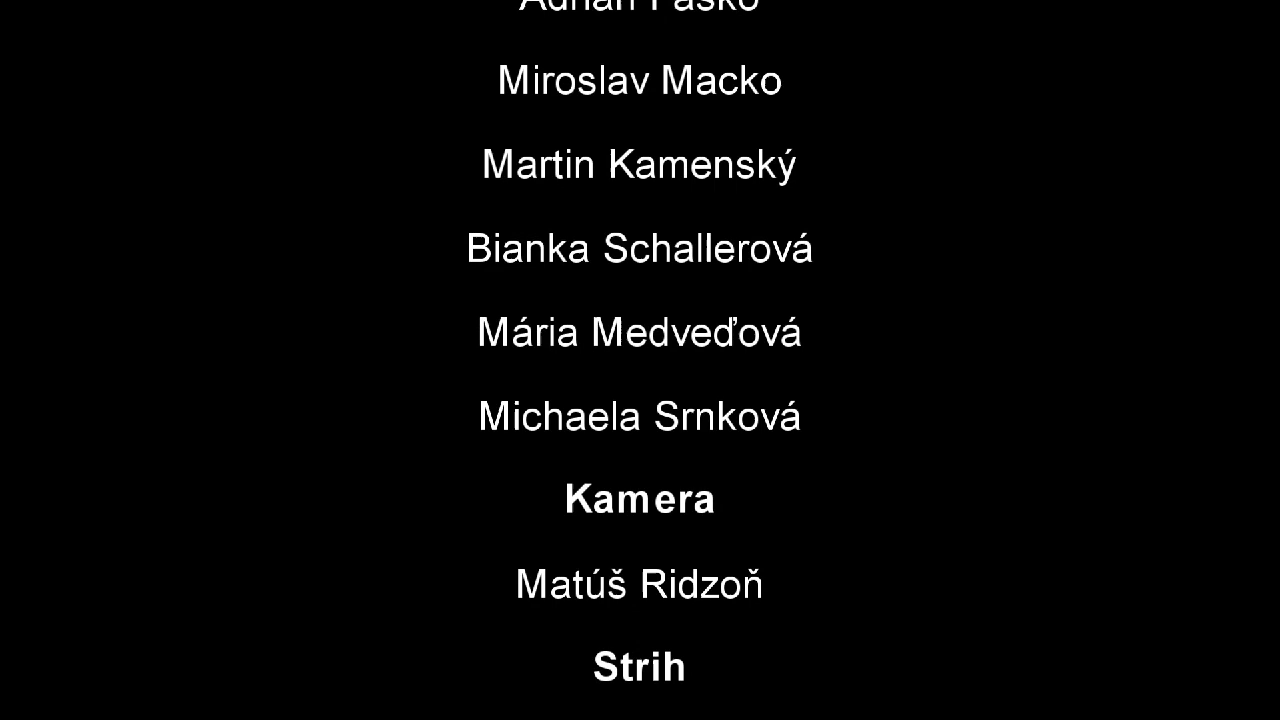 Miroslav Macko
Martin Kamenský
Bianka Schallerová
Mária Medveďová
Michaela Srnková
Kamera
Matúš Ridzoň
Strih